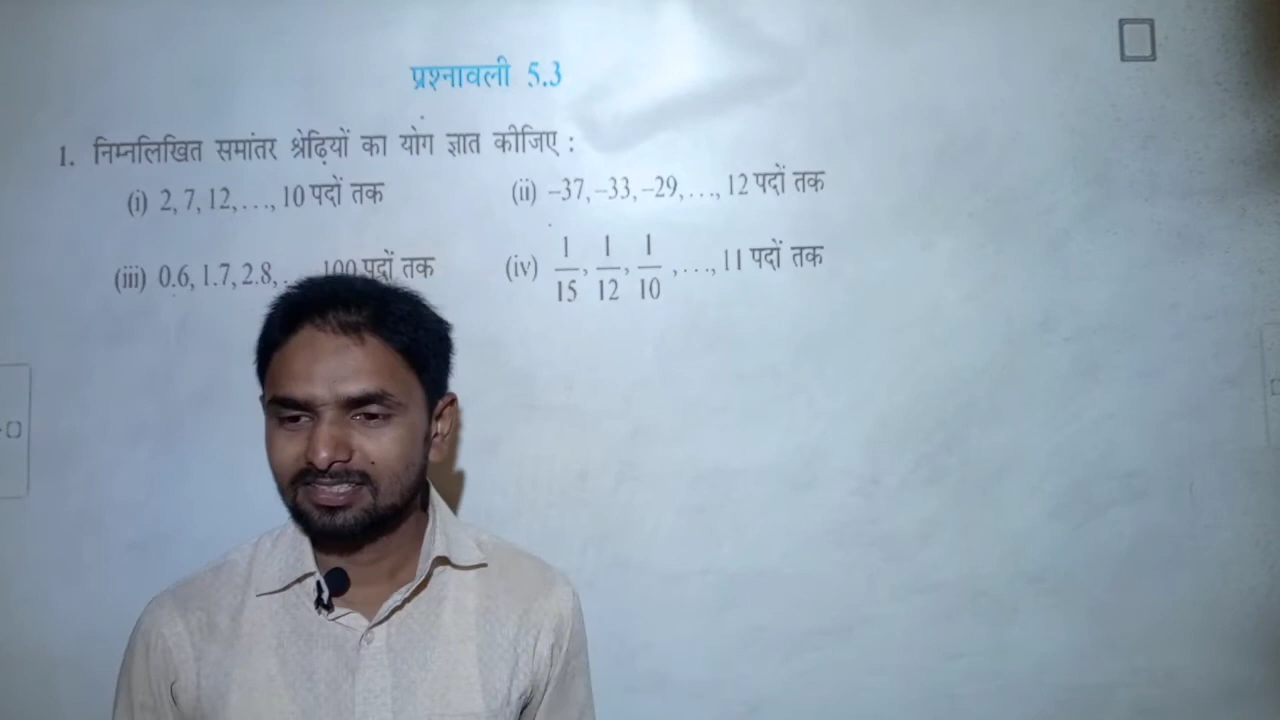 प्रश्नावली 5.3
1. निम्नलिखित समांतर श्रेढ़ियों का योग ज्ञात कीजिए :
(i) 2, 7, 12, . . ., 10 पदों तक
(ii) –37, –33, –29, . . ., 12 पदों तक
(iii) 0.6, 1.7, 2.8, . 100 पदों तक
(iv) 1/15, 1/12, 1/10, . . ., 11 पदों तक